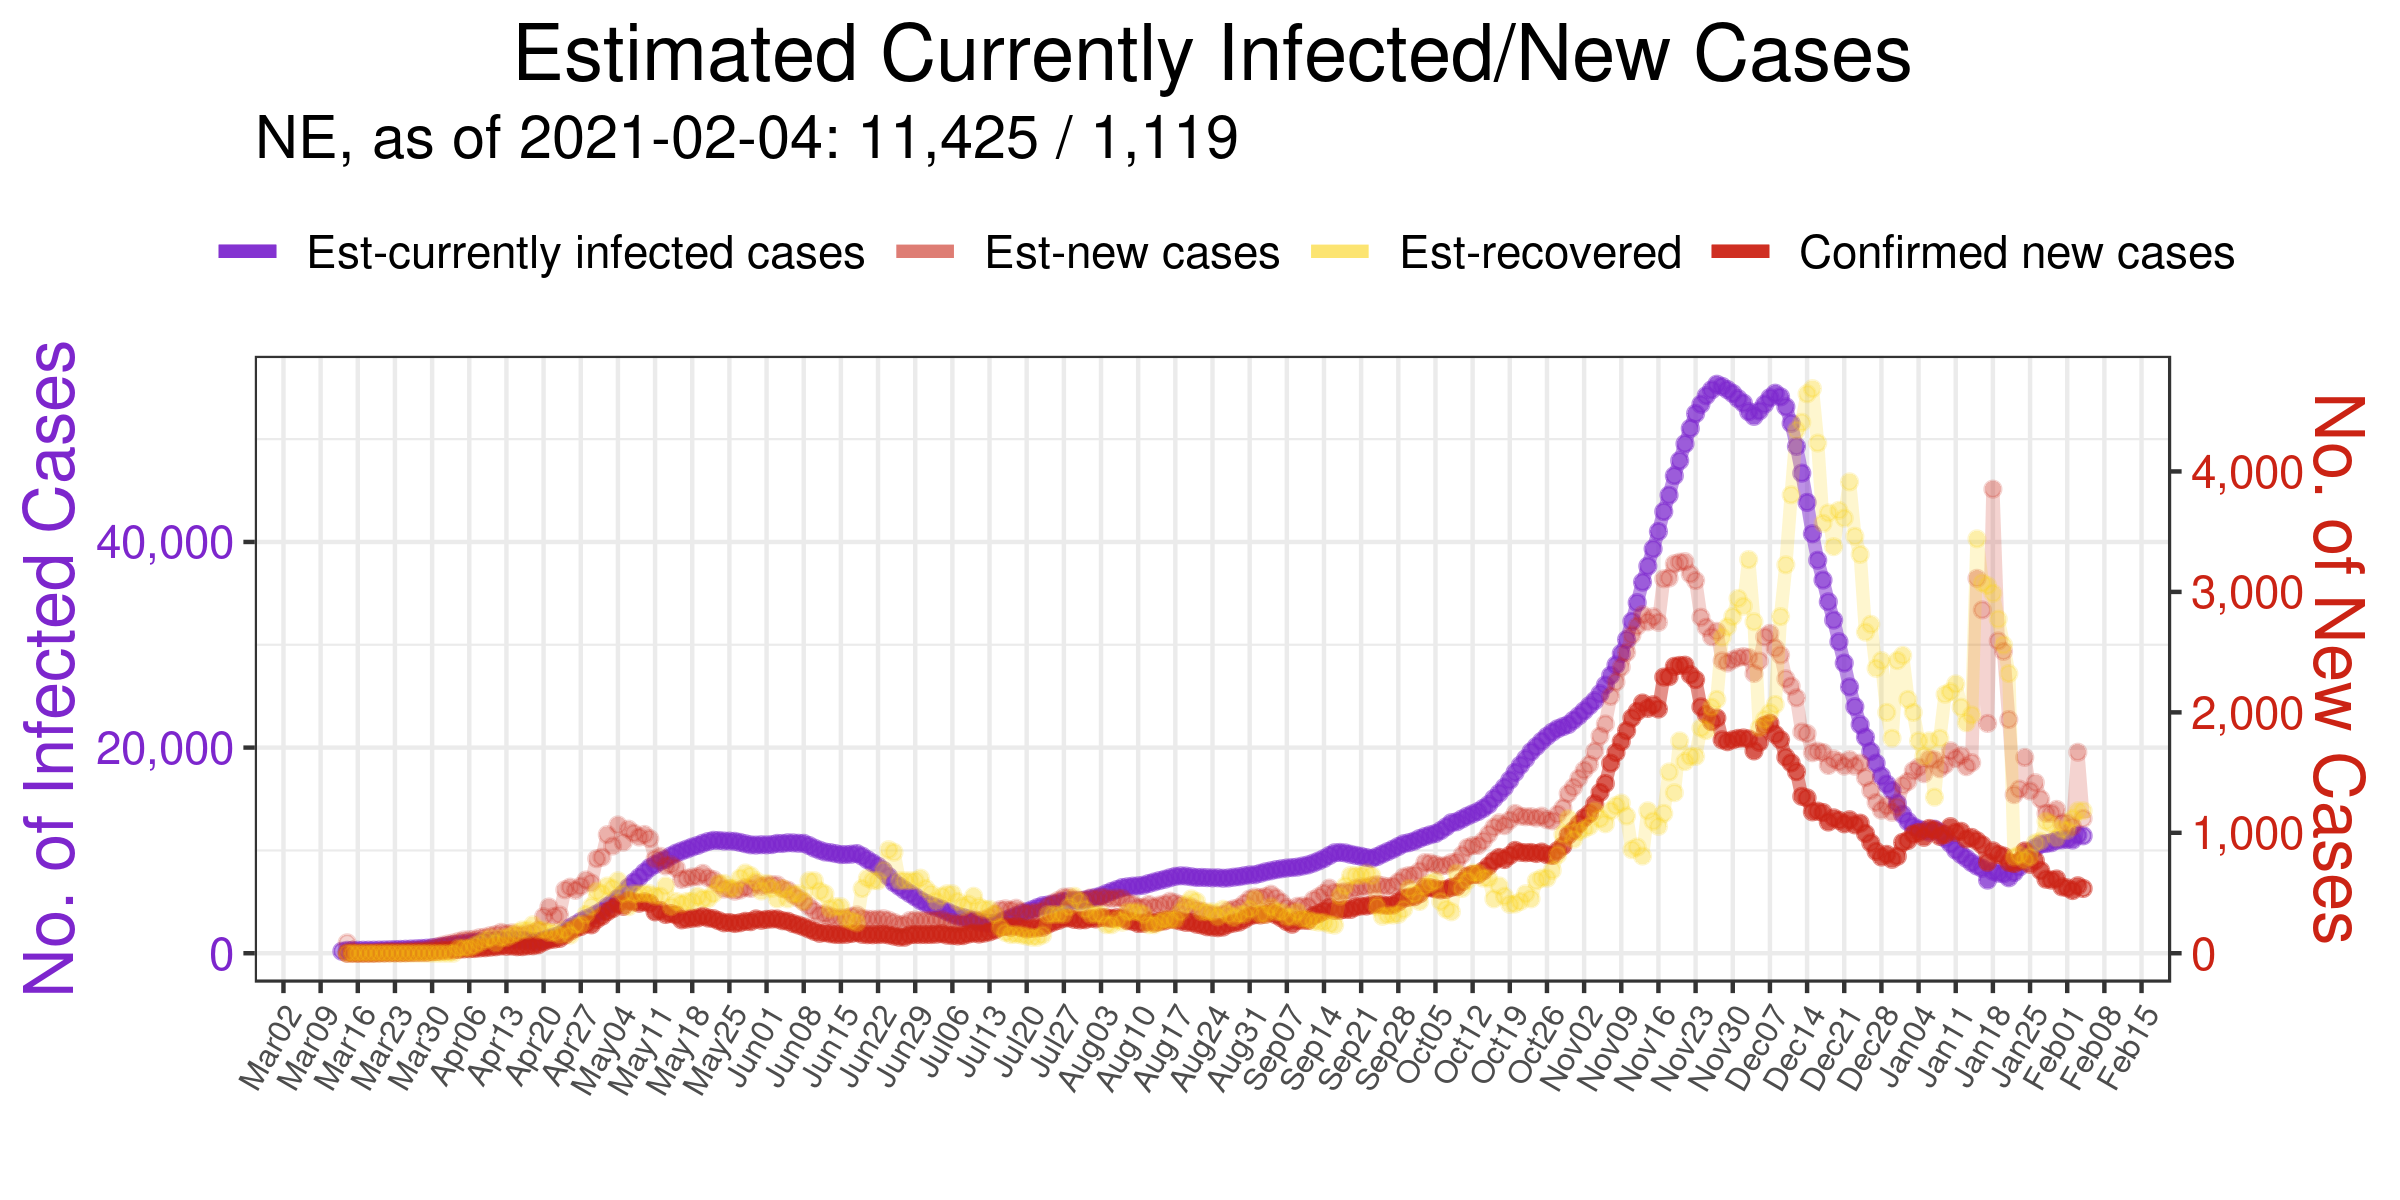 Estimated Currently Infected/New Cases
NE, as of 2021-02-04: 11,425 / 1,119
Est-currently infected cases
Est-new cases
Est-recovered
Confirmed new cases
No. of Infected Cases
40,000
20,000
0
4,000
3,000
2,000
1,000
0
No. of New Cases
Mar02
Mar09
Mar16
Mar23
Mar30
Apr06
Apr13
Apr20
Apr27
May04
May11
May18
May25
Jun01
Jun08
Jun15
Jun22
Jun29
Jul06
Jul13
Jul20
Jul27
Aug03
Aug10
Aug17
Aug24
Aug31
Sep07
Sep14
Sep21
Sep28
Oct05
Oct12
Oct19
Oct26
Nov02
Nov09
Nov16
Nov23
Nov30
Dec07
Dec14
Dec21
Dec28
Jan04
Jan11
Jan18
Jan25
Feb01
Feb08
Feb15